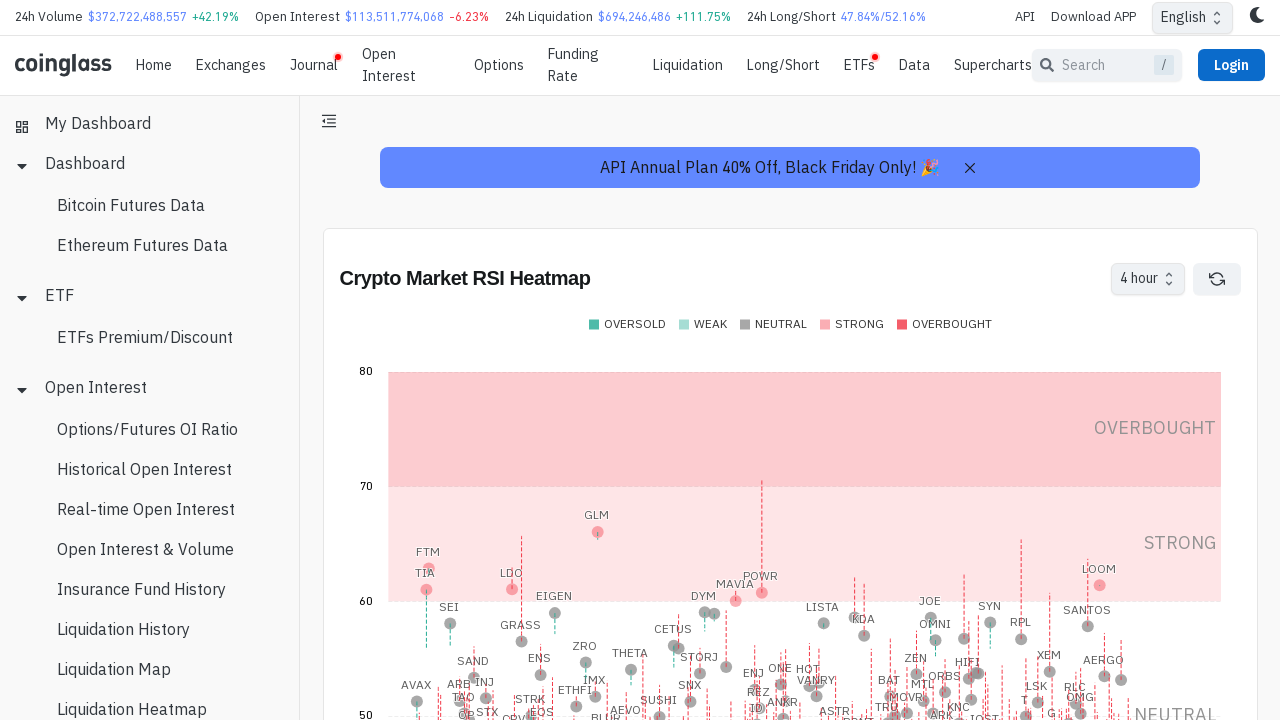 24h Volume $372,722,488,557 +42.19% Open Interest $113,511,774,068 -6.23% 24h Liquidation $694,246,486 +111.75% 24h Long/Short 47.84%/52.16% API Download APP English
coinglass Home Exchanges Journal Open Interest Options Funding Rate Liquidation Long/Short ETFs Data Supercharts Search / Login
My Dashboard
Dashboard
Bitcoin Futures Data
Ethereum Futures Data
ETF
ETFs Premium/Discount
Open Interest
Options/Futures OI Ratio
Historical Open Interest
Real-time Open Interest
Open Interest & Volume
Insurance Fund History
Liquidation History
Liquidation Map
Liquidation Heatmap
API Annual Plan 40% Off, Black Friday Only! 🎉
Crypto Market RSI Heatmap 4 hour
OVERSOLD WEAK NEUTRAL STRONG OVERBOUGHT
80
OVERBOUGHT
70
GLM
STRONG
FTM
TIA LDO POWR LOOM
MAVIA
60 EIGEN DYM JOE
SEI LISTA SYN SANTOS
GRASS CETUS KDA OMNI RPL
ZRO THETA
SAND ENS STORJ ZEN HIFI XEM AERGO
ENJ ONE HOT
AVAX ARB INJ ETHFI IMX SNX VANRY BAT MTL ORBS LSK RLC
TAO STRK SUSHI REZ ANKR MOVR T OMG
STX EOS AEVO ASTR TRU KNC
50 NEUTRAL